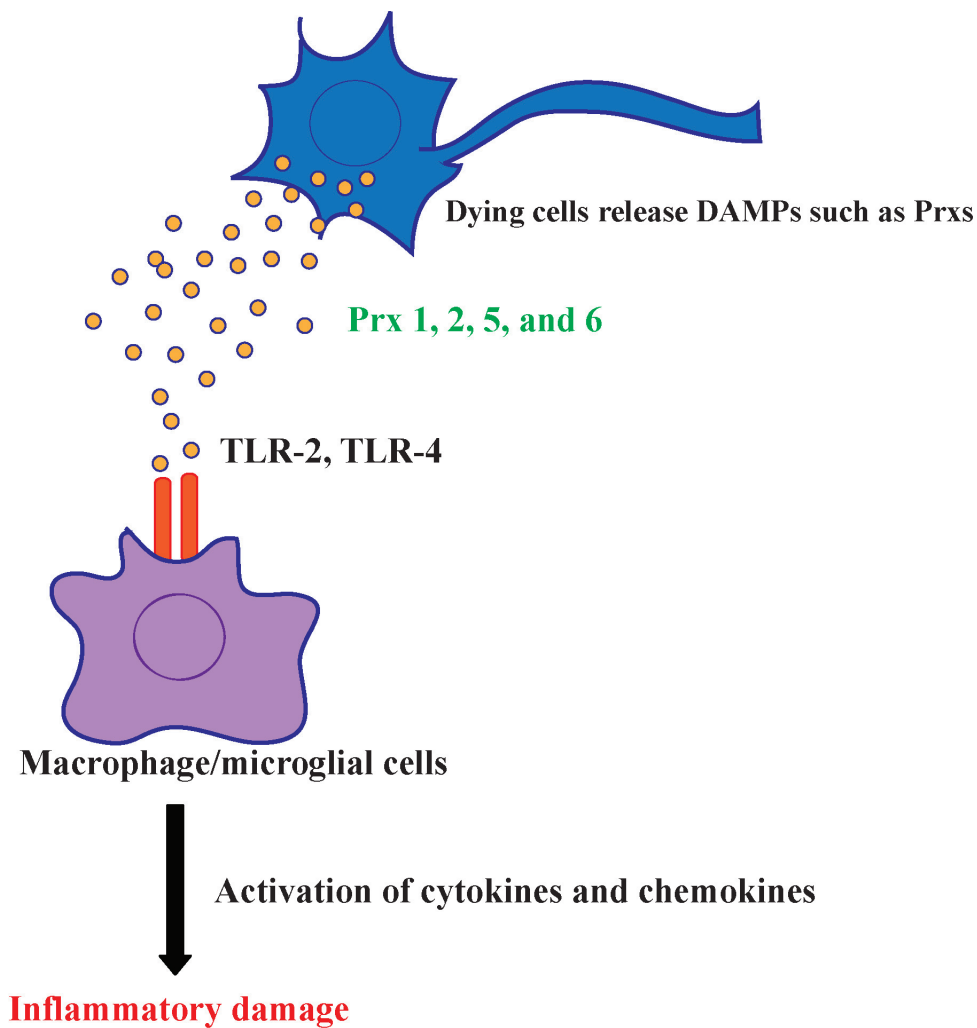 Dying cells release DAMPs such as Prxs
Prx 1, 2, 5, and 6
TLR-2, TLR-4
Macrophage/microglial cells
Activation of cytokines and chemokines
Inflammatory damage